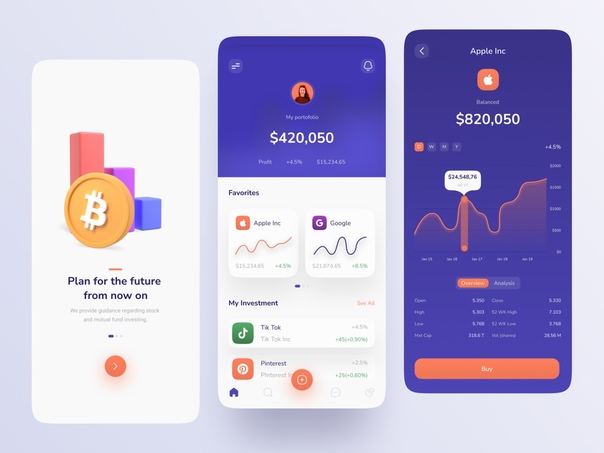 Plan for the future
from now on
We provide guidance regarding stock
and mutual fund investing.
My portofolio
$420,050
Profit +4.5% $15,234.65
Favorites
Apple Inc
$15,234.65 +4.5%
Google
$21,874.65 +8.5%
My Investment See All
Tik Tok +4.5%
Tik Tok Inc +45(+0.90%)
Pinterest +2.5%
Pinterest +25(+0.60%)
Apple Inc
Balanced
$820,050
D W M Y +4.5%
$24,548,76
Jan 17
$2000
$1500
$1000
$500
$0
Jan 15 Jan 16 Jan 17 Jan 18 Jan 19
Overview Analysis
Open 5.350 Close 5.330
High 5.303 52 WK High 7.103
Low 5.768 52 WK Low 3.768
Mxt Cap 318,6 T Vol (shares) 28,56 M
Buy